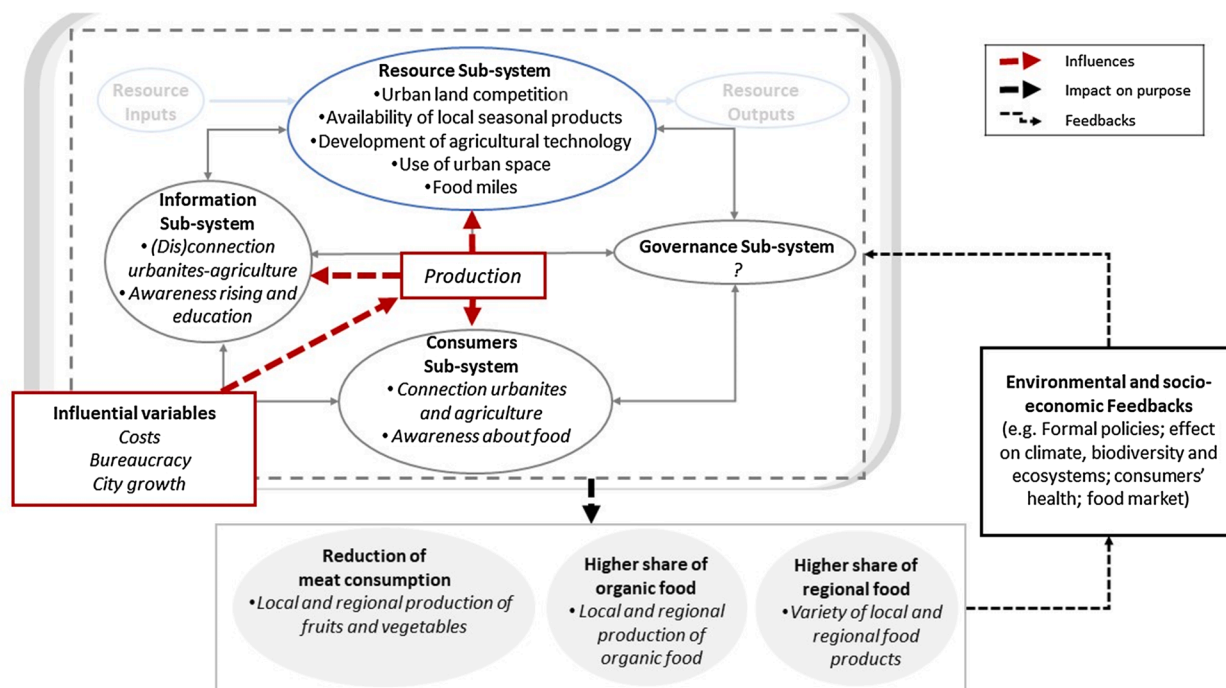 Resource
Inputs
Resource Sub-system
•Urban land competition
•Availability of local seasonal products
•Development of agricultural technology
•Use of urban space
•Food miles
Resource
Outputs
Influences
Impact on purpose
Feedbacks
Information
Sub-system
• (Dis)connection
urbanites-agriculture
• Awareness rising and
education
Production
Governance Sub-system
?
Consumers
Sub-system
• Connection urbanites
and agriculture
• Awareness about food
Influential variables
Costs
Bureaucracy
City growth
Environmental and socio-
economic Feedbacks
(e.g. Formal policies; effect
on climate, biodiversity and
ecosystems; consumers'
health; food market)
Reduction of
meat consumption
•Local and regional production of
fruits and vegetables
Higher share of
organic food
•Local and regional
production of
organic food
Higher share of
regional food
•Variety of local and
regional food
products